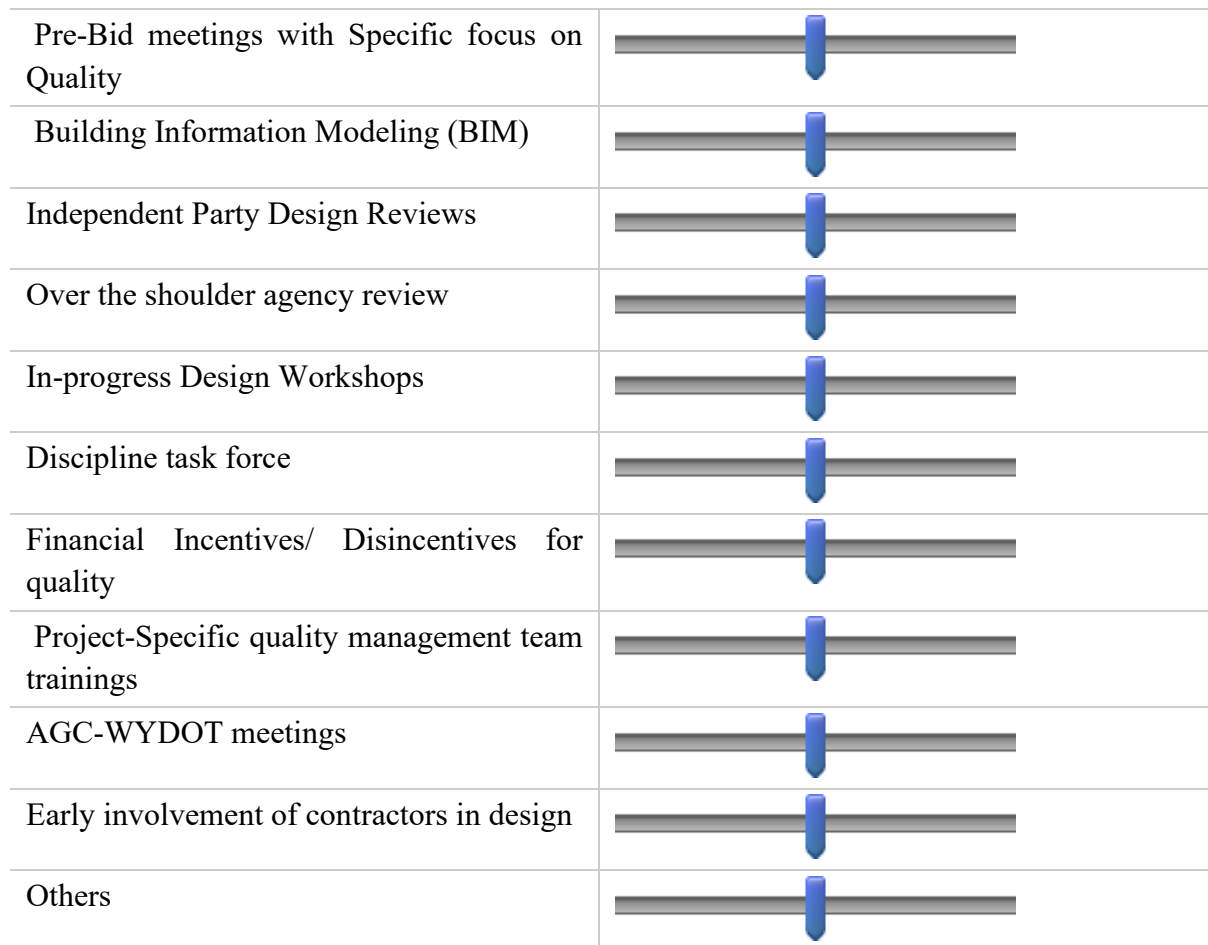 Pre-Bid meetings with Specific focus on
Quality
Building Information Modeling (BIM)
Independent Party Design Reviews
Over the shoulder agency review
In-progress Design Workshops
Discipline task force
Financial Incentives/ Disincentives for
quality
Project-Specific quality management team
trainings
AGC-WYDOT meetings
Early involvement of contractors in design
Others